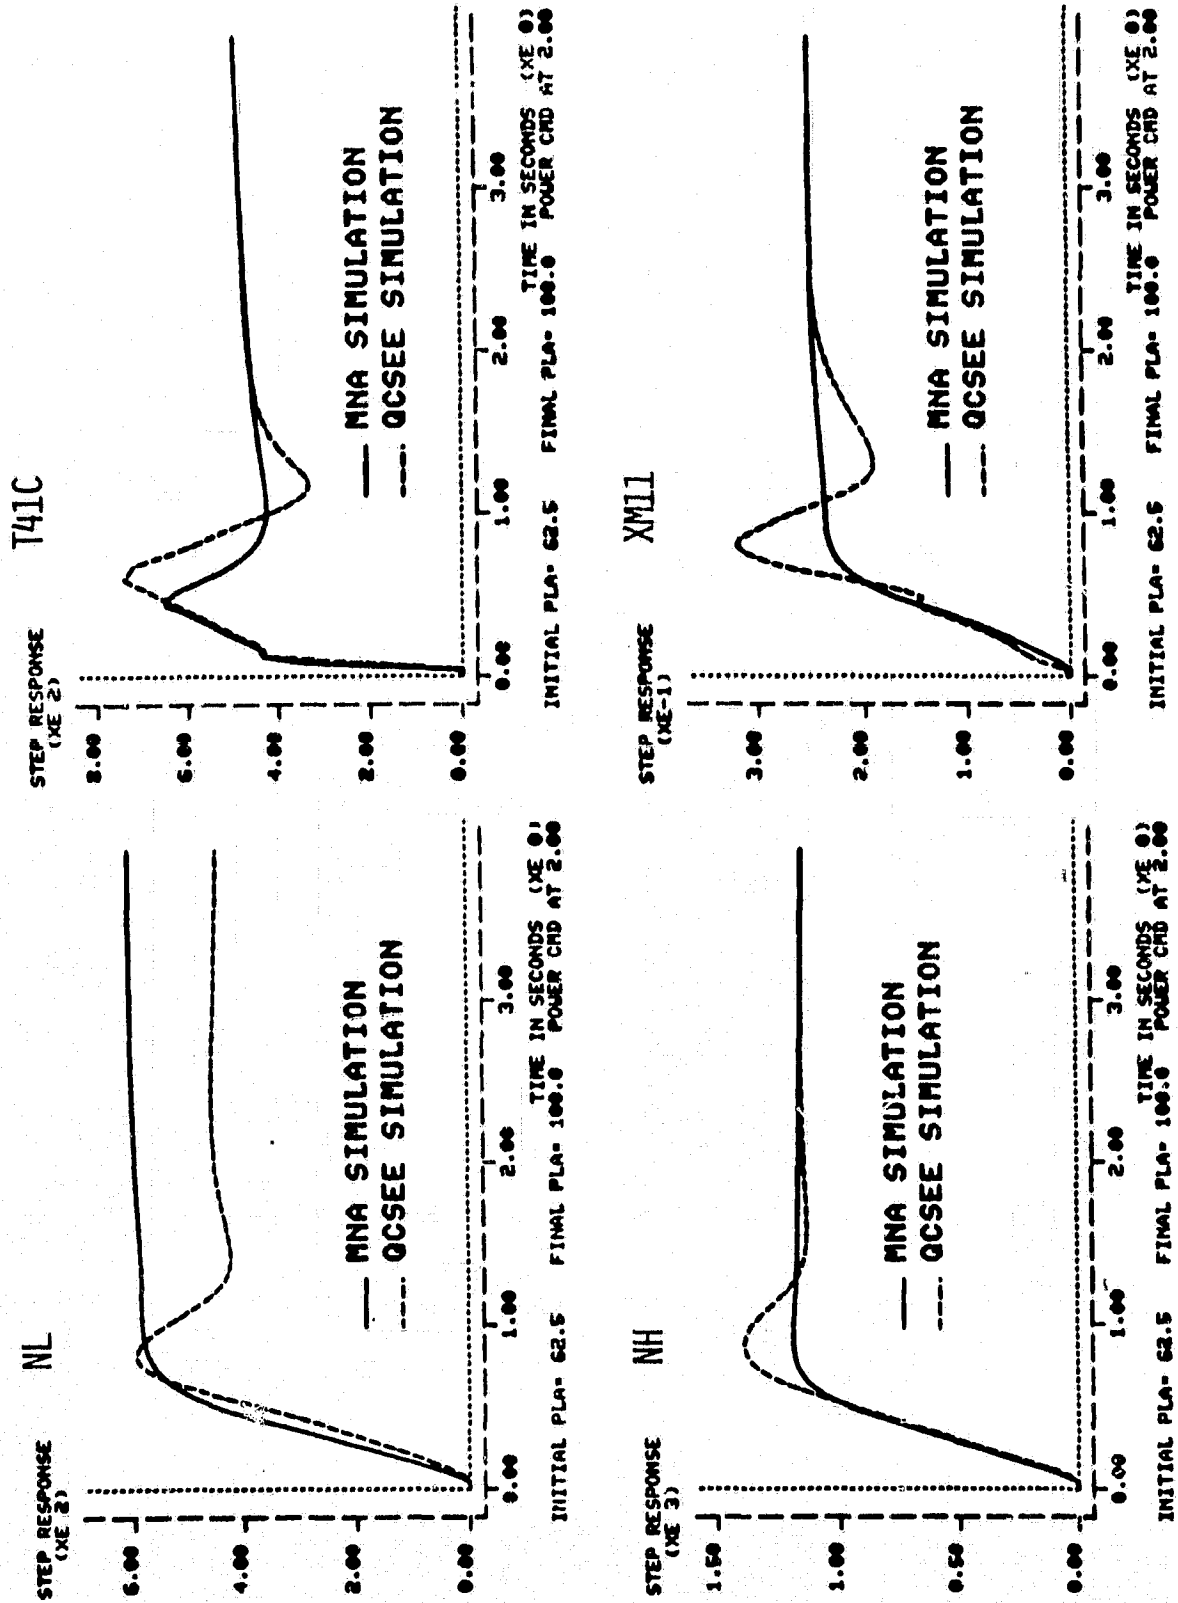 NL
STEP RESPONSE
(XE 2)
6.00
4.00
2.00
0.00
MNA SIMULATION
QCSEE SIMULATION
0.00
1.00
2.00
3.00
TIME IN SECONDS (XE 0)
INITIAL PLA= 62.5 FINAL PLA= 100.0 POWER CMD AT 2.00
T41C
STEP RESPONSE
(XE 2)
8.00
6.00
4.00
2.00
0.00
MNA SIMULATION
QCSEE SIMULATION
0.00
1.00
2.00
3.00
TIME IN SECONDS (XE 0)
INITIAL PLA= 62.5 FINAL PLA= 100.0 POWER CMD AT 2.00
NH
STEP RESPONSE
(XE 3)
1.50
1.00
0.50
0.00
MNA SIMULATION
QCSEE SIMULATION
0.00
1.00
2.00
3.00
TIME IN SECONDS (XE 0)
INITIAL PLA= 62.5 FINAL PLA= 100.0 POWER CMD AT 2.00
XM11
STEP RESPONSE
(XE-1)
3.00
2.00
1.00
0.00
MNA SIMULATION
QCSEE SIMULATION
0.00
1.00
2.00
3.00
TIME IN SECONDS (XE 0)
INITIAL PLA= 62.5 FINAL PLA= 100.0 POWER CMD AT 2.00